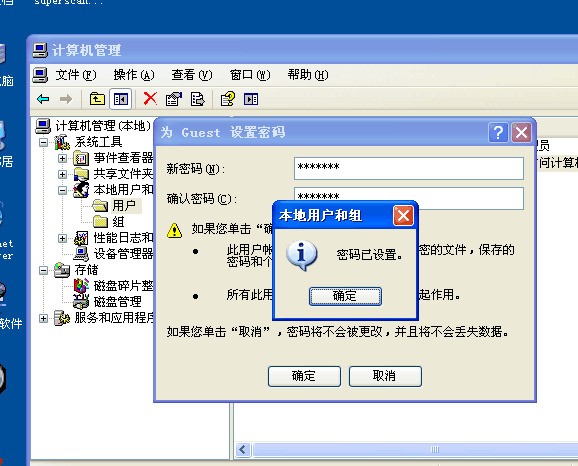 superscan...
计算机管理
文件(F) 操作(A) 查看(V) 窗口(W) 帮助(H)
计算机管理(本地)
系统工具
事件查看器
共享文件夹
本地用户和
用户
组
性能日志和
设备管理器
存储
磁盘碎片整
磁盘管理
服务和应用程序
为 Guest 设置密码
新密码(N):
*******
确认密码(C):
*******
如果您单击“确
此用户帐
密的文件，保存的
密码和个
所有此用
起作用。
如果您单击“取消”，密码将不会被更改，并且将不会丢失数据。
确定 取消
本地用户和组
密码已设置。
确定
员
问计算机
脑
居
net
rer
软件